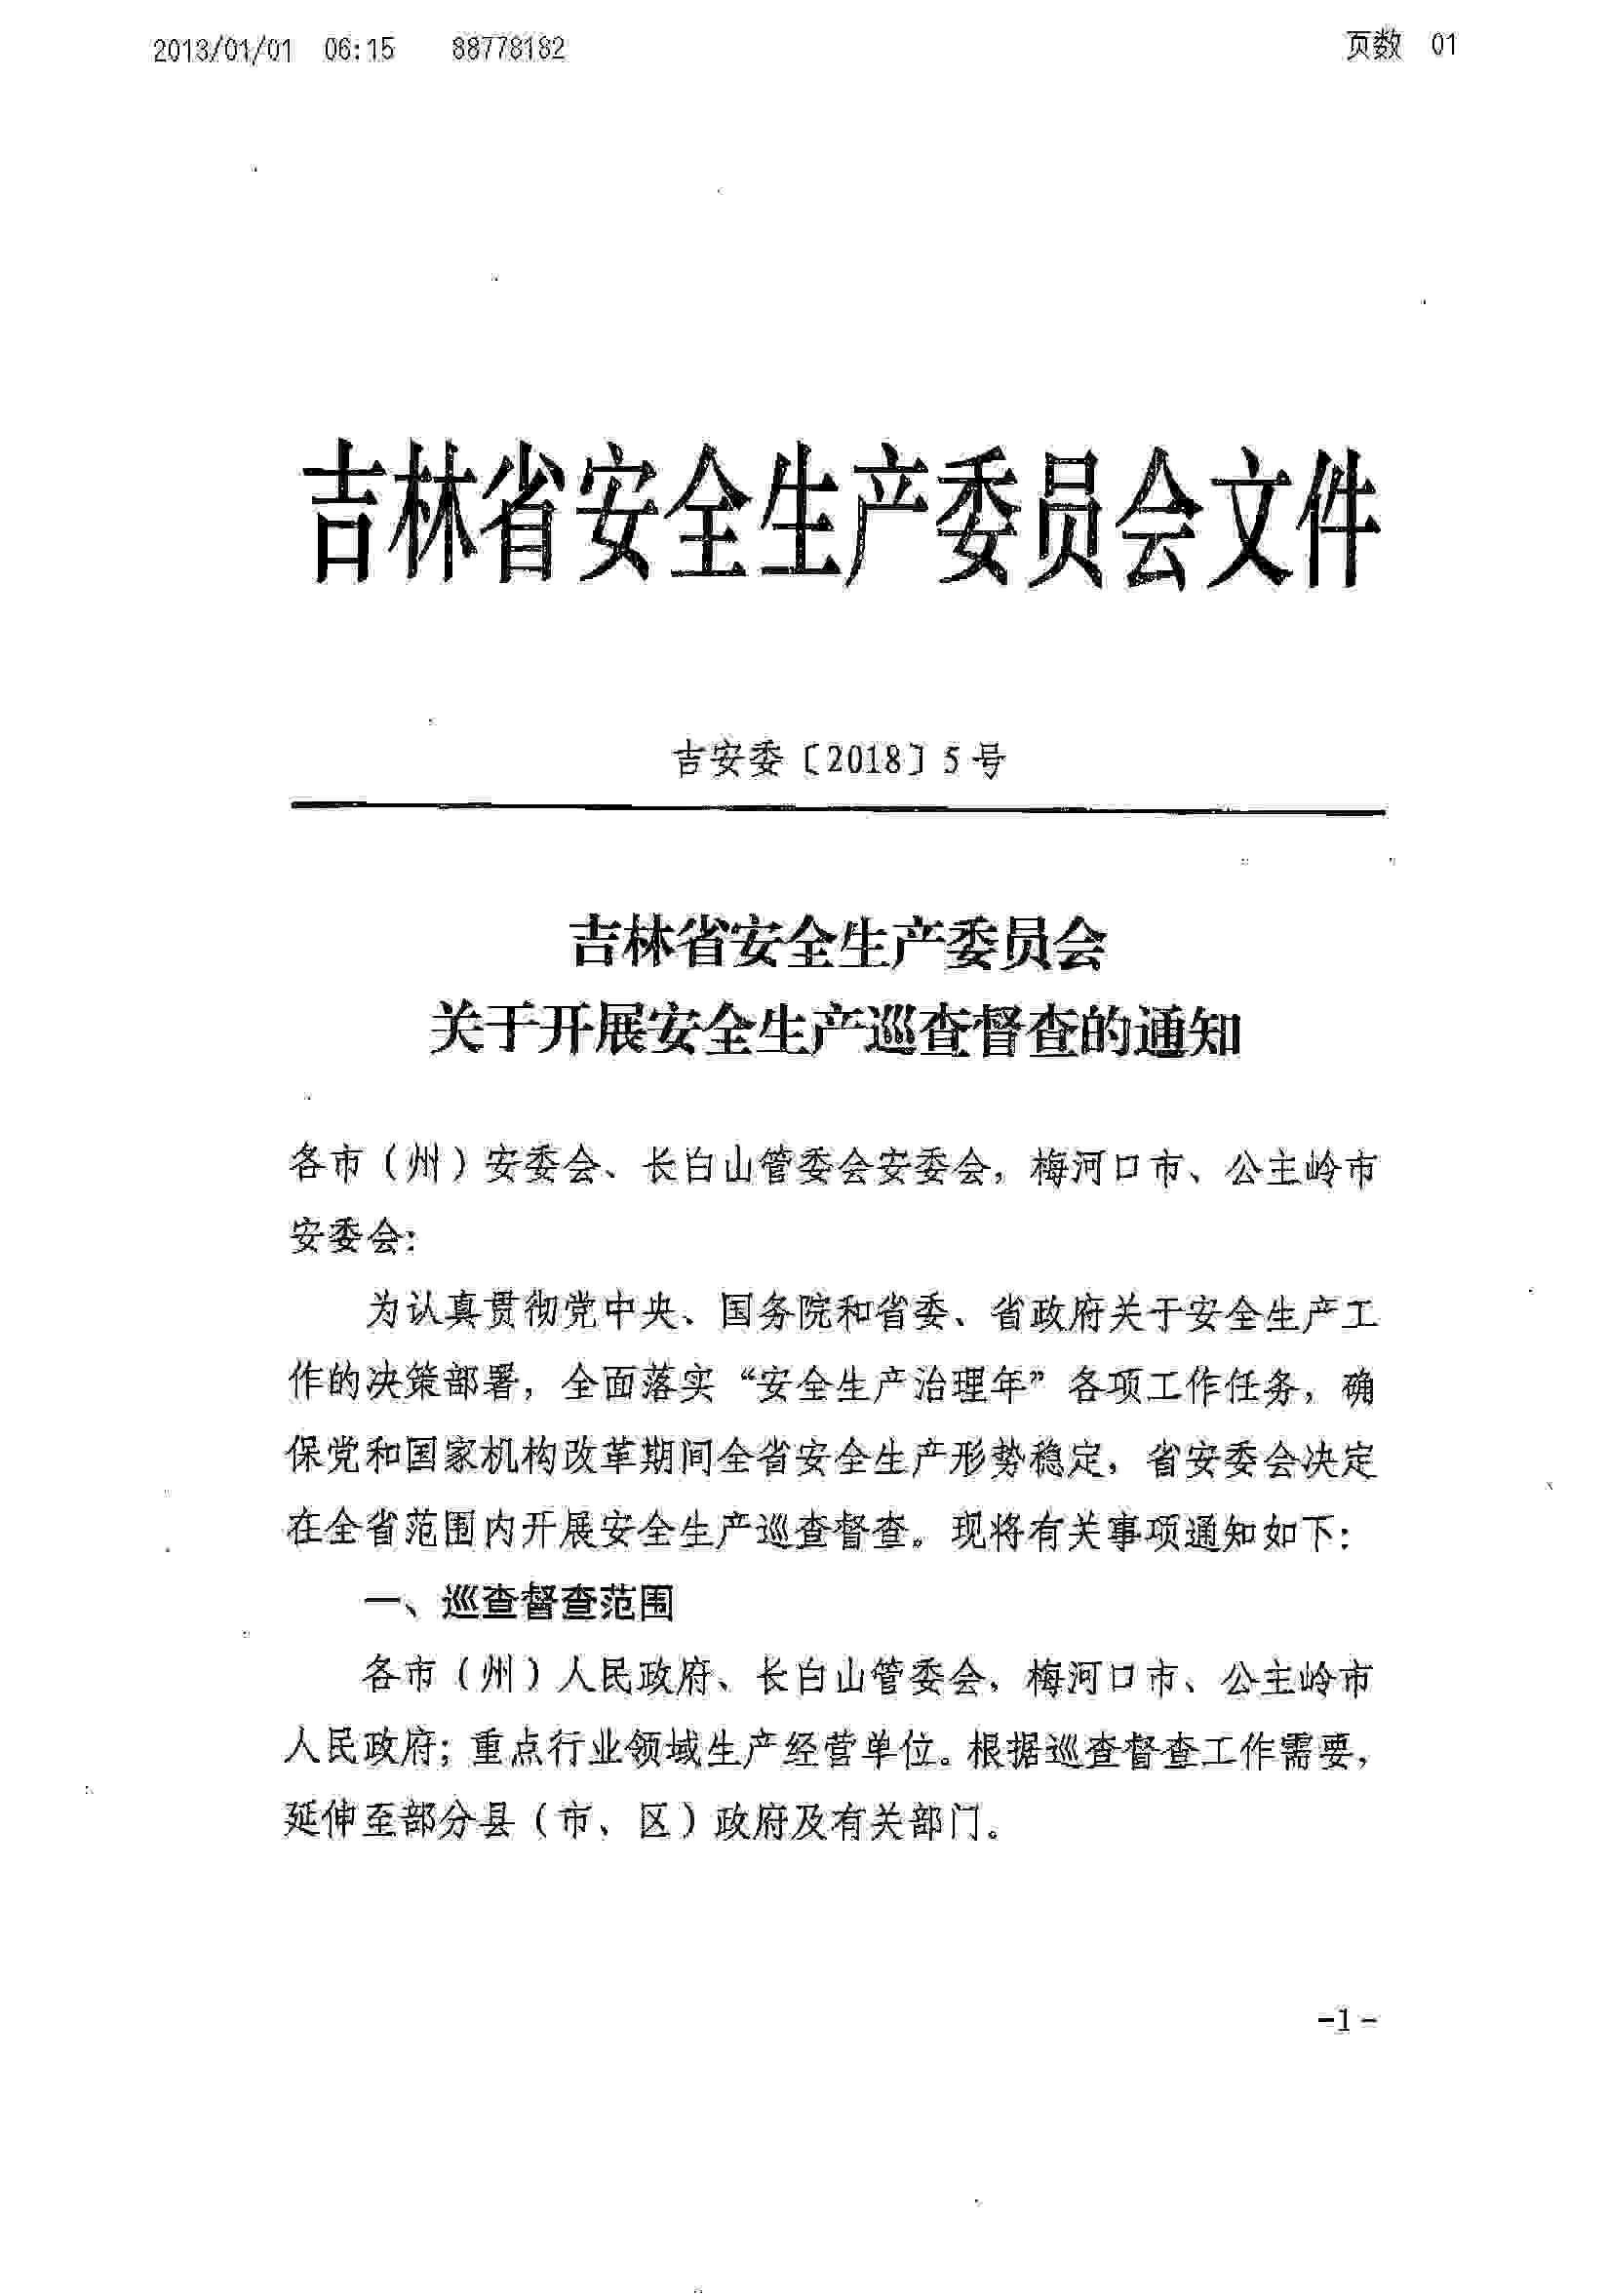 2013/01/01 06:15 88778182 页数 01
吉林省安全生产委员会文件
吉安委〔2018〕5号
吉林省安全生产委员会
关于开展安全生产巡查督查的通知
各市（州）安委会、长白山管委会安委会，梅河口市、公主岭市
安委会：
为认真贯彻党中央、国务院和省委、省政府关于安全生产工
作的决策部署，全面落实“安全生产治理年”各项工作任务，确
保党和国家机构改革期间全省安全生产形势稳定，省安委会决定
在全省范围内开展安全生产巡查督查。现将有关事项通知如下：
一、巡查督查范围
各市（州）人民政府、长白山管委会，梅河口市、公主岭市
人民政府；重点行业领域生产经营单位。根据巡查督查工作需要，
延伸至部分县（市、区）政府及有关部门。
-1-